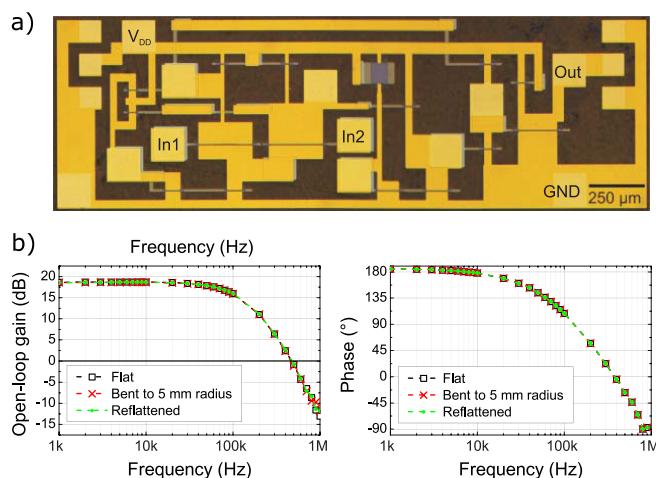 a)
V_DD
In1
In2
Out
GND
250 µm
b)
Frequency (Hz)
Open-loop gain (dB)
20
15
10
5
0
-5
-10
-15
Flat
Bent to 5 mm radius
Reflattened
1k
10k
100k
1M
Frequency (Hz)
Phase (°)
180
135
90
45
0
-45
-90
Flat
Bent to 5 mm radius
Reflattened
1k
10k
100k
1M
Frequency (Hz)